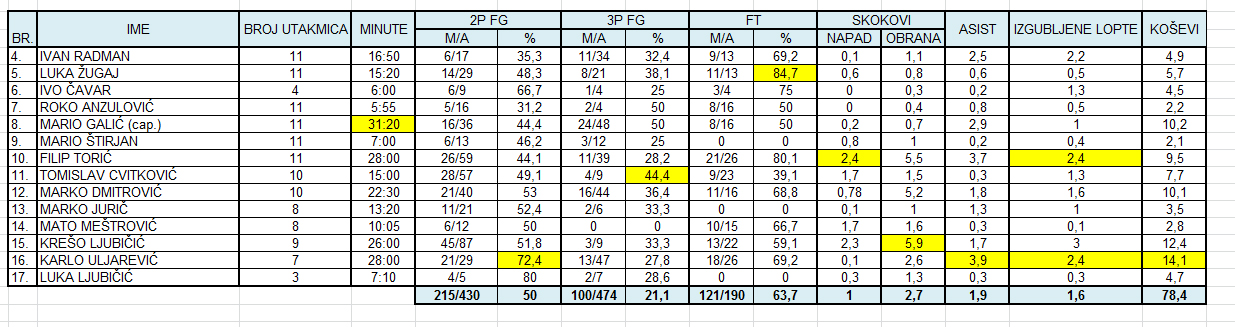 BR. IME BROJ UTAKMICA MINUTE 2P FG 3P FG FT SKOKOVI ASIST IZGUBLJENE LOPTE KOŠEVI
M/A % M/A % M/A % NAPAD OBRANA
4. IVAN RADMAN 11 16:50 6/17 35,3 11/34 32,4 9/13 69,2 0,1 1,1 2,5 2,2 4,9
5. LUKA ŽUGAJ 11 15:20 14/29 48,3 8/21 38,1 11/13 84,7 0,6 0,8 0,6 0,5 5,7
6. IVO ČAVAR 4 6:00 6/9 66,7 1/4 25 3/4 75 0 0,3 0,2 1,3 4,5
7. ROKO ANZULOVIĆ 11 5:55 5/16 31,2 2/4 50 8/16 50 0 0,4 0,8 0,5 2,2
8. MARIO GALIĆ (cap.) 11 31:20 16/36 44,4 24/48 50 8/16 50 0,2 0,7 2,9 1 10,2
9. MARIO ŠTIRJAN 11 7:00 6/13 46,2 3/12 25 0 0 0,8 1 0,2 0,4 2,1
10. FILIP TORIĆ 11 28:00 26/59 44,1 11/39 28,2 21/26 80,1 2,4 5,5 3,7 2,4 9,5
11. TOMISLAV CVITKOVIĆ 10 15:00 28/57 49,1 4/9 44,4 9/23 39,1 1,7 1,5 0,3 1,3 7,7
12. MARKO DMITROVIĆ 10 22:30 21/40 53 16/44 36,4 11/16 68,8 0,78 5,2 1,8 1,6 10,1
13. MARKO JURIČ 8 13:20 11/21 52,4 2/6 33,3 0 0 0,1 1 1,3 1 3,5
14. MATO MEŠTROVIĆ 8 10:05 6/12 50 0 0 10/15 66,7 1,7 1,6 0,3 0,1 2,8
15. KREŠO LJUBIČIĆ 9 26:00 45/87 51,8 3/9 33,3 13/22 59,1 2,3 5,9 1,7 3 12,4
16. KARLO ULJAREVIĆ 7 28:00 21/29 72,4 13/47 27,8 18/26 69,2 0,1 2,6 3,9 2,4 14,1
17. LUKA LJUBIČIĆ 3 7:10 4/5 80 2/7 28,6 0 0 0,3 1,3 0,3 0,3 4,7
215/430 50 100/474 21,1 121/190 63,7 1 2,7 1,9 1,6 78,4